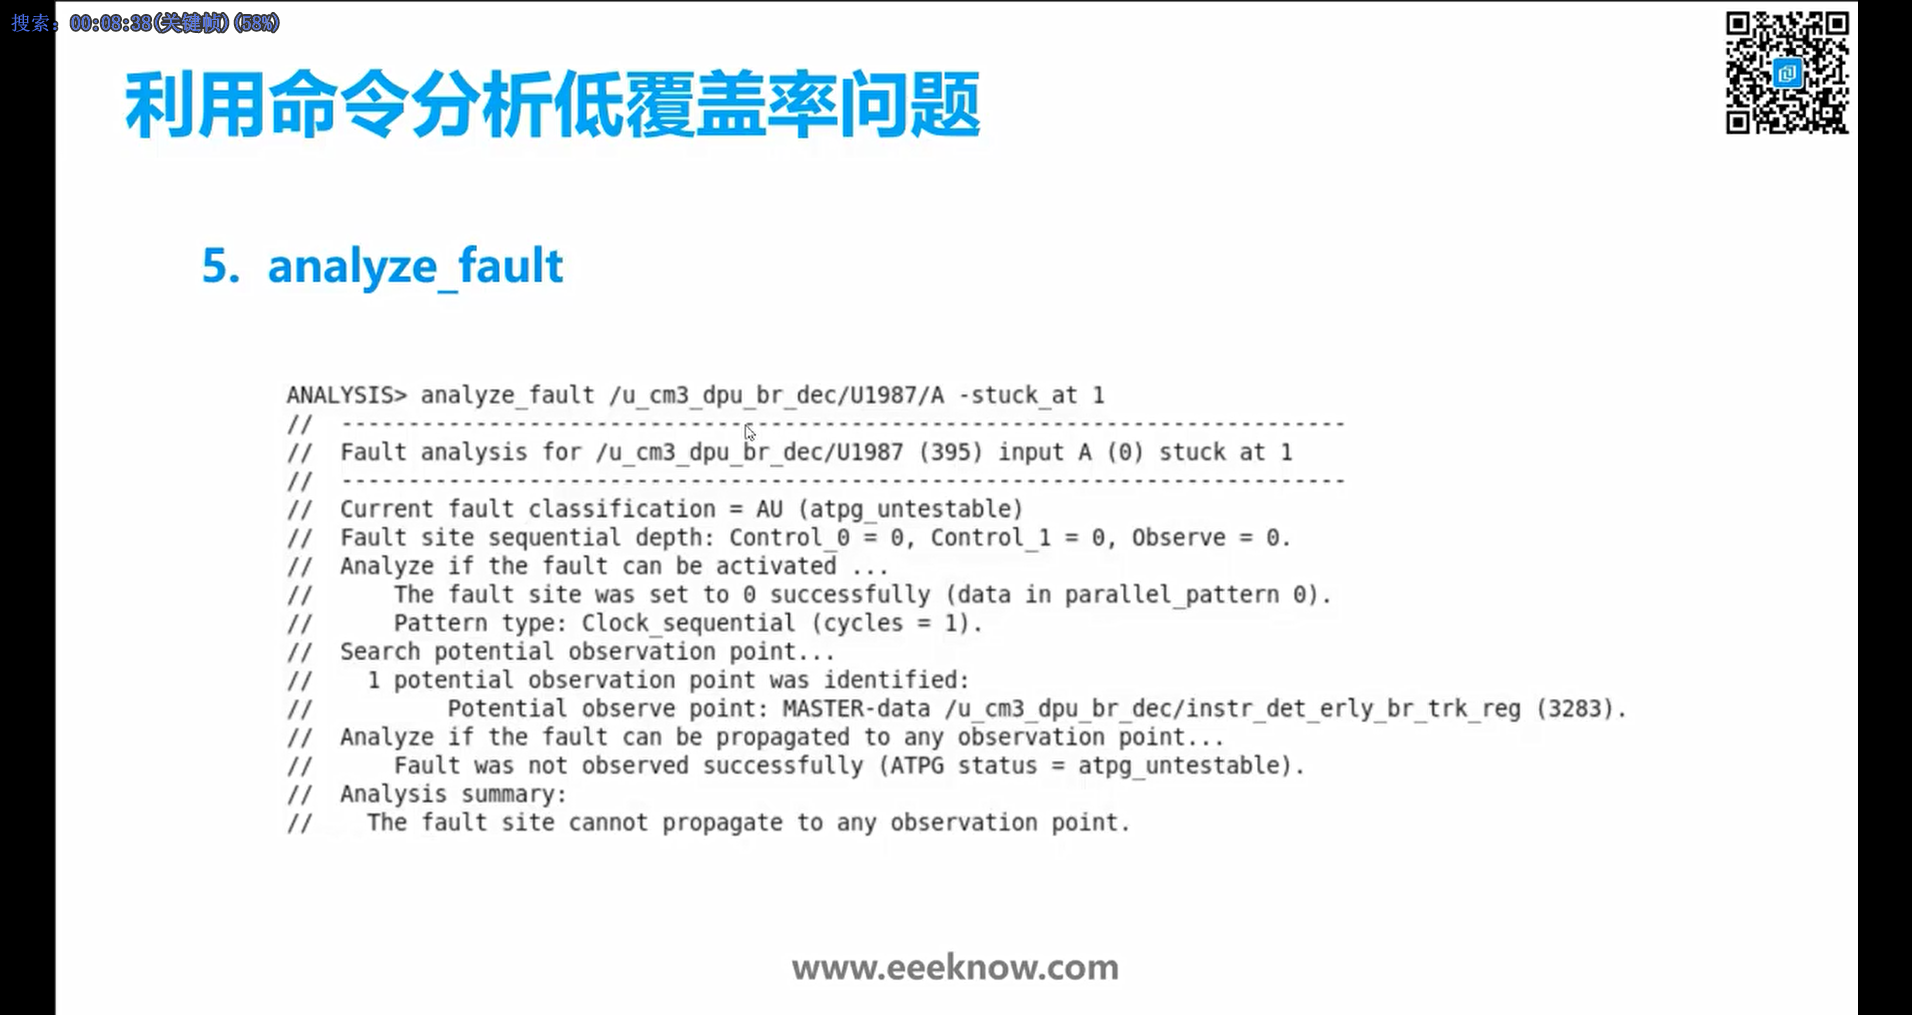 搜索：00:08:38(关键帧)(58%)
利用命令分析低覆盖率问题
5. analyze_fault
ANALYSIS> analyze_fault /u_cm3_dpu_br_dec/U1987/A -stuck_at 1
// ---------------------------------------------------------------------------
// Fault analysis for /u_cm3_dpu_br_dec/U1987 (395) input A (0) stuck at 1
// ---------------------------------------------------------------------------
// Current fault classification = AU (atpg_untestable)
// Fault site sequential depth: Control_0 = 0, Control_1 = 0, Observe = 0.
// Analyze if the fault can be activated ...
// The fault site was set to 0 successfully (data in parallel_pattern 0).
// Pattern type: Clock_sequential (cycles = 1).
// Search potential observation point...
// 1 potential observation point was identified:
// Potential observe point: MASTER-data /u_cm3_dpu_br_dec/instr_det_erly_br_trk_reg (3283).
// Analyze if the fault can be propagated to any observation point...
// Fault was not observed successfully (ATPG status = atpg_untestable).
// Analysis summary:
// The fault site cannot propagate to any observation point.
www.eeeknow.com